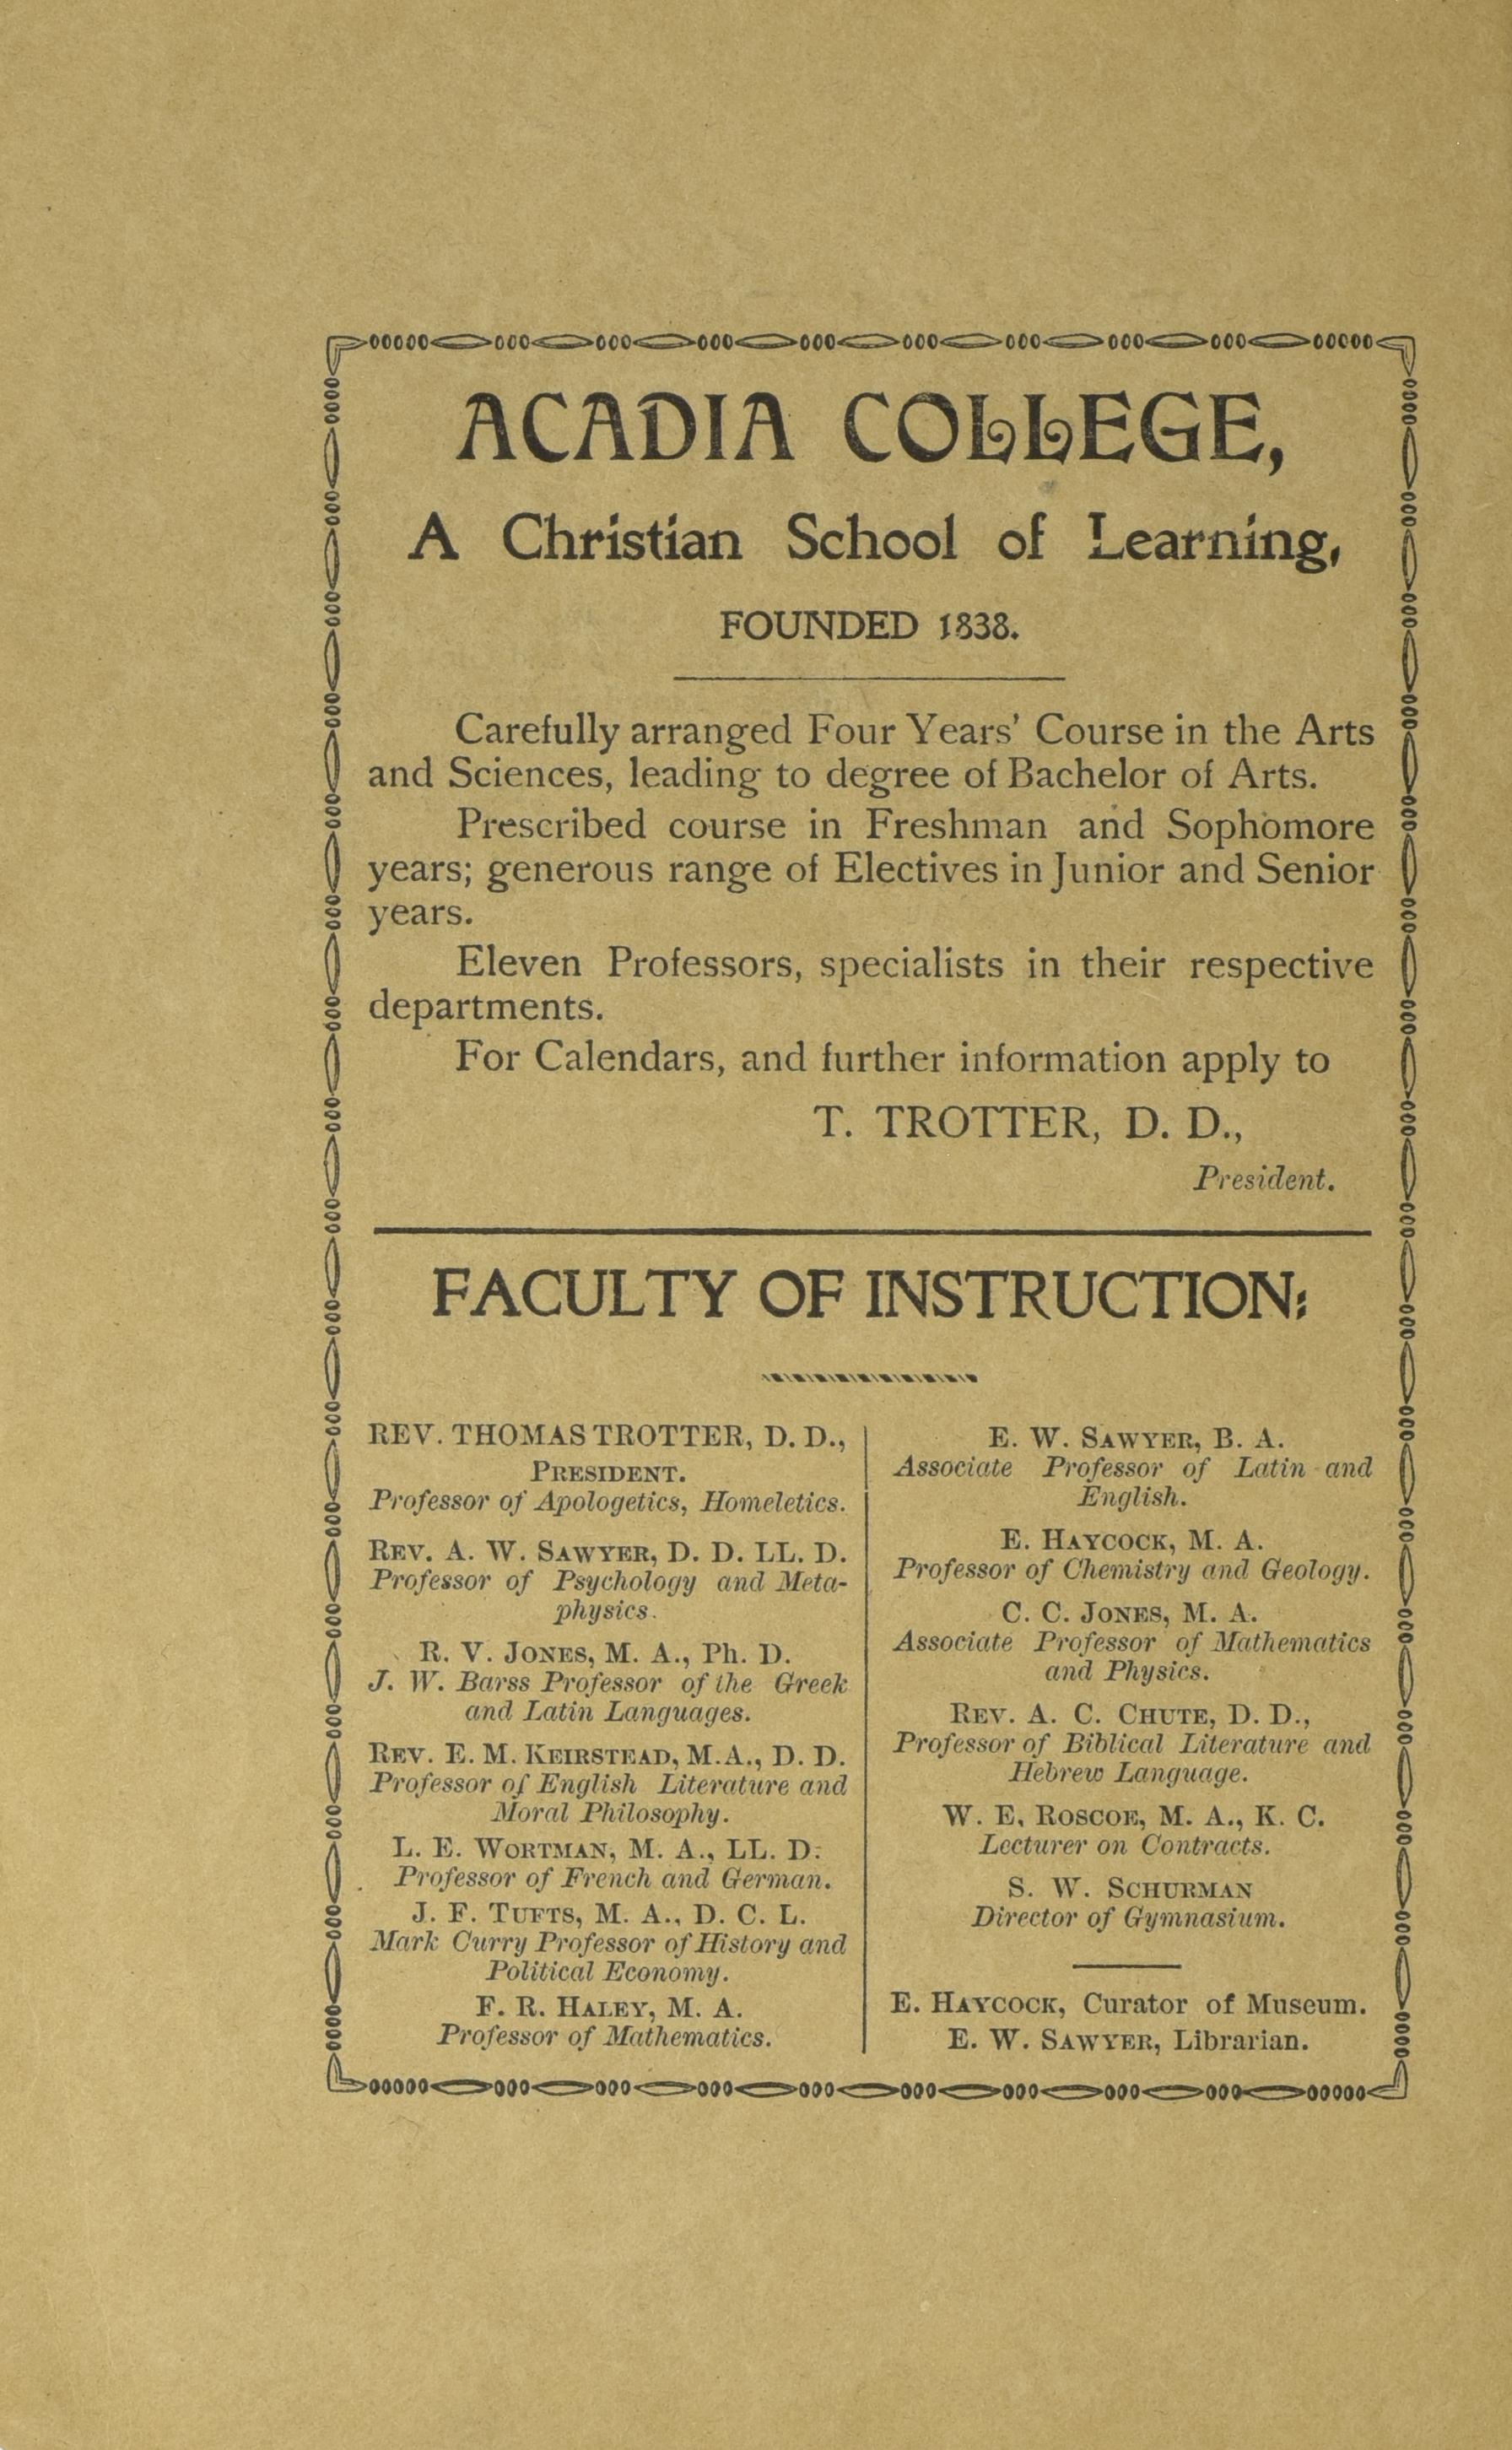 ACADIA COLLEGE,
A Christian School of Learning,
FOUNDED 1838.
Carefully arranged Four Years' Course in the Arts
and Sciences, leading to degree of Bachelor of Arts.
Prescribed course in Freshman and Sophomore
years; generous range of Electives in Junior and Senior
years.
Eleven Professors, specialists in their respective
departments.
For Calendars, and further information apply to
T. TROTTER, D. D.,
President.
FACULTY OF INSTRUCTION:
REV. THOMAS TROTTER, D. D.,
PRESIDENT.
Professor of Apologetics, Homeletics.
REV. A. W. SAWYER, D. D. LL. D.
Professor of Psychology and Meta-
physics.
R. V. JONES, M. A., Ph. D.
J. W. Barss Professor of the Greek
and Latin Languages.
REV. E. M. KEIRSTEAD, M.A., D. D.
Professor of English Literature and
Moral Philosophy.
L. E. WORTMAN, M. A., LL. D.
Professor of French and German.
J. F. TUFTS, M. A., D. C. L.
Mark Curry Professor of History and
Political Economy.
F. R. HALEY, M. A.
Professor of Mathematics.
E. W. SAWYER, B. A.
Associate Professor of Latin and
English.
E. HAYCOCK, M. A.
Professor of Chemistry and Geology.
C. C. JONES, M. A.
Associate Professor of Mathematics
and Physics.
REV. A. C. CHUTE, D. D.,
Professor of Biblical Literature and
Hebrew Language.
W. E, ROSCOE, M. A., K. C.
Lecturer on Contracts.
S. W. SCHURMAN
Director of Gymnasium.
E. HAYCOCK, Curator of Museum.
E. W. SAWYER, Librarian.